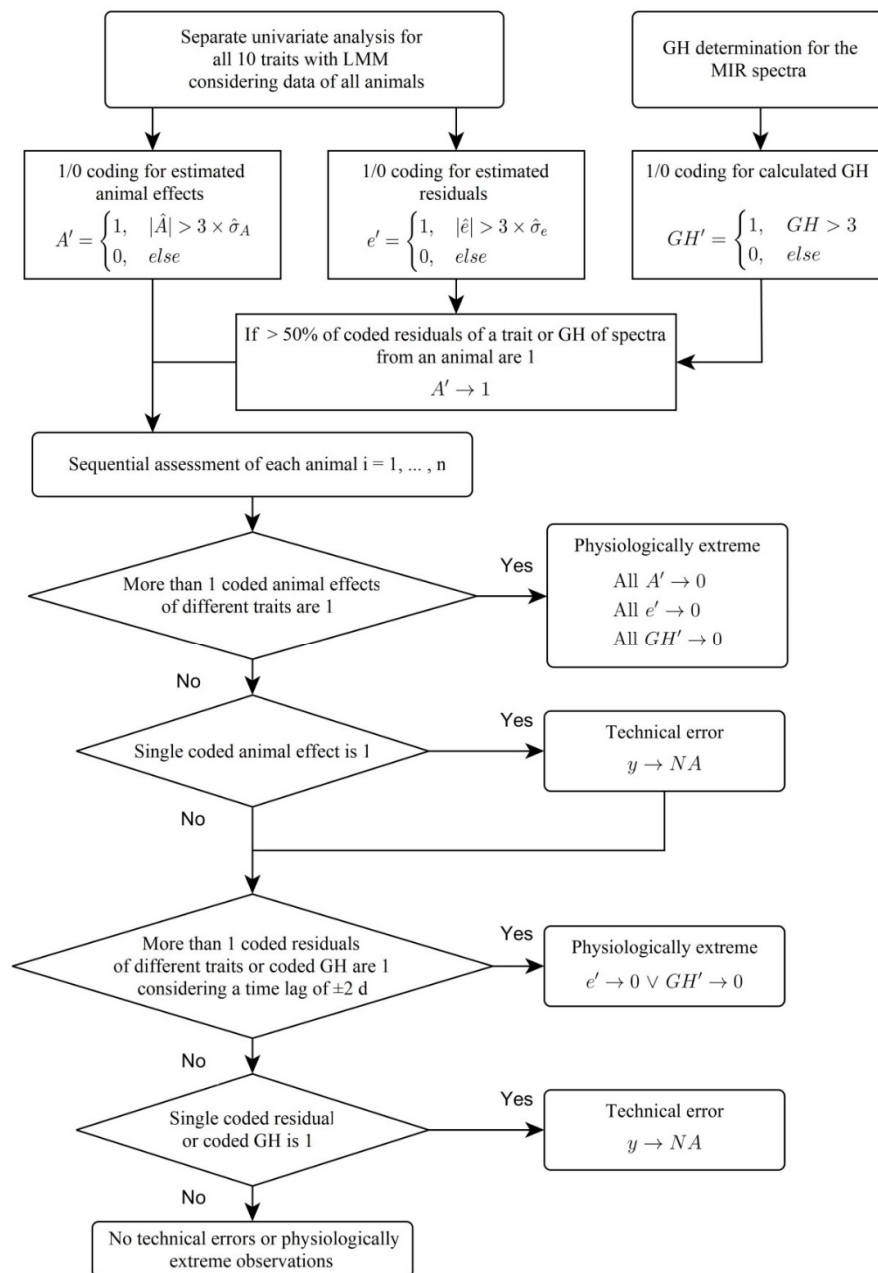 Separate univariate analysis for
all 10 traits with LMM
considering data of all animals
GH determination for the
MIR spectra
1/0 coding for estimated
animal effects
A′ = {1, |Â| > 3 × σ̂_A
0, else
1/0 coding for estimated
residuals
e′ = {1, |ê| > 3 × σ̂_e
0, else
1/0 coding for calculated GH
GH′ = {1, GH > 3
0, else
If > 50% of coded residuals of a trait or GH of spectra
from an animal are 1
A′ → 1
Sequential assessment of each animal i = 1, ... , n
More than 1 coded animal effects
of different traits are 1
Yes
Physiologically extreme
All A′ → 0
All e′ → 0
All GH′ → 0
No
Single coded animal effect is 1
Yes
Technical error
y → NA
No
More than 1 coded residuals
of different traits or coded GH are 1
considering a time lag of ±2 d
Yes
Physiologically extreme
e′ → 0 ∨ GH′ → 0
No
Single coded residual
or coded GH is 1
Yes
Technical error
y → NA
No
No technical errors or physiologically
extreme observations